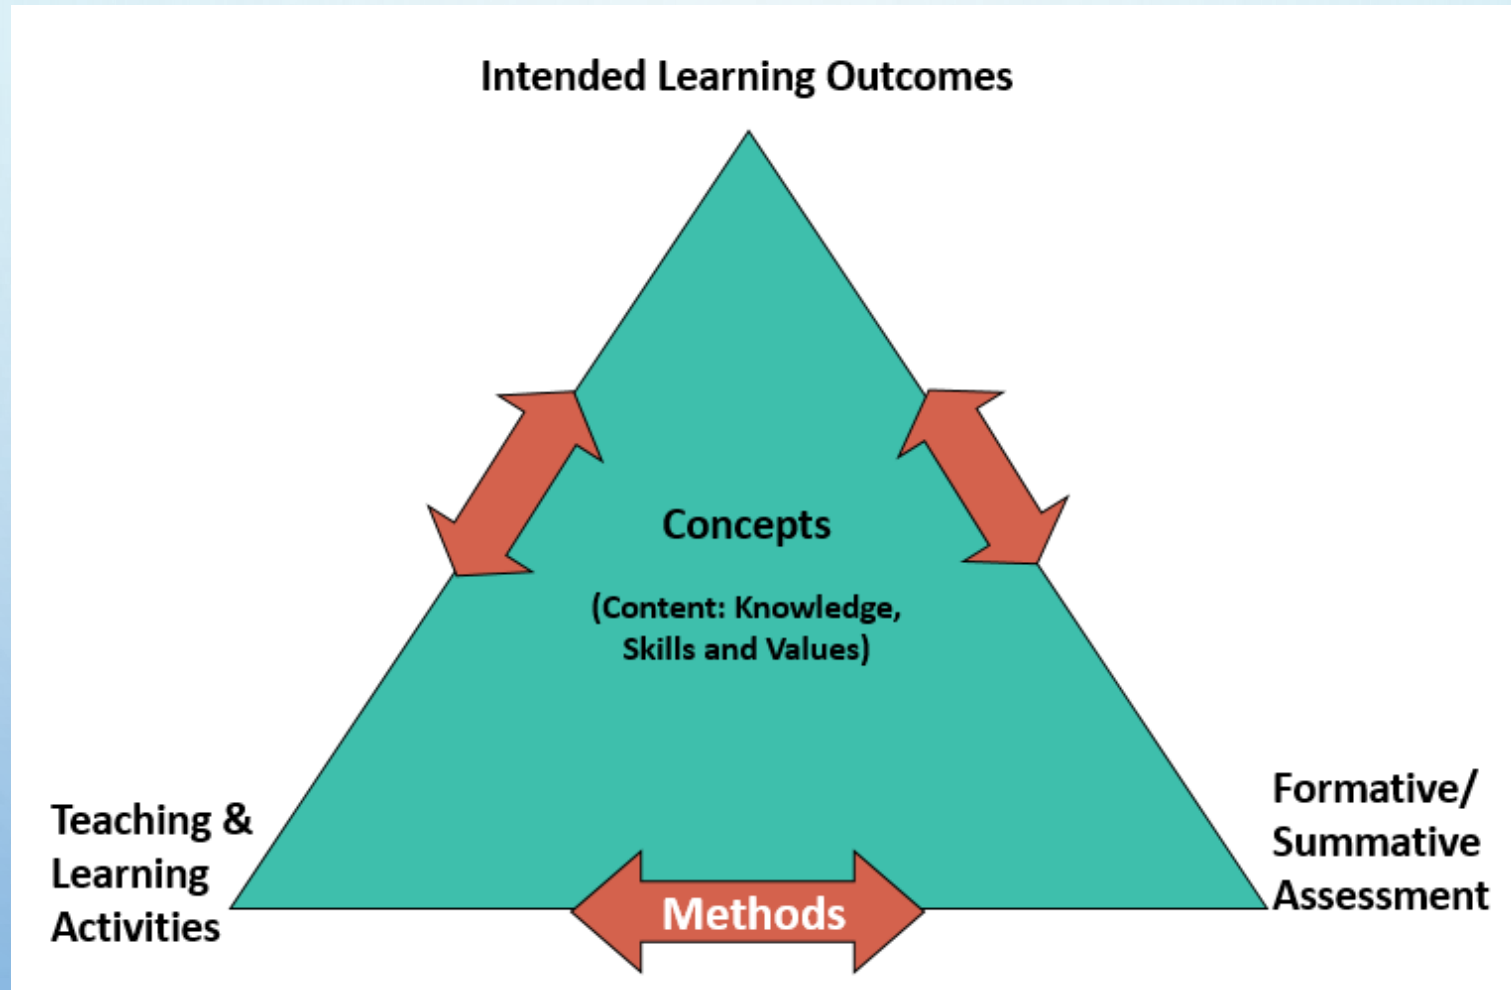 Intended Learning Outcomes
Concepts
(Content: Knowledge,
Skills and Values)
Teaching &
Learning
Activities
Methods
Formative/
Summative
Assessment